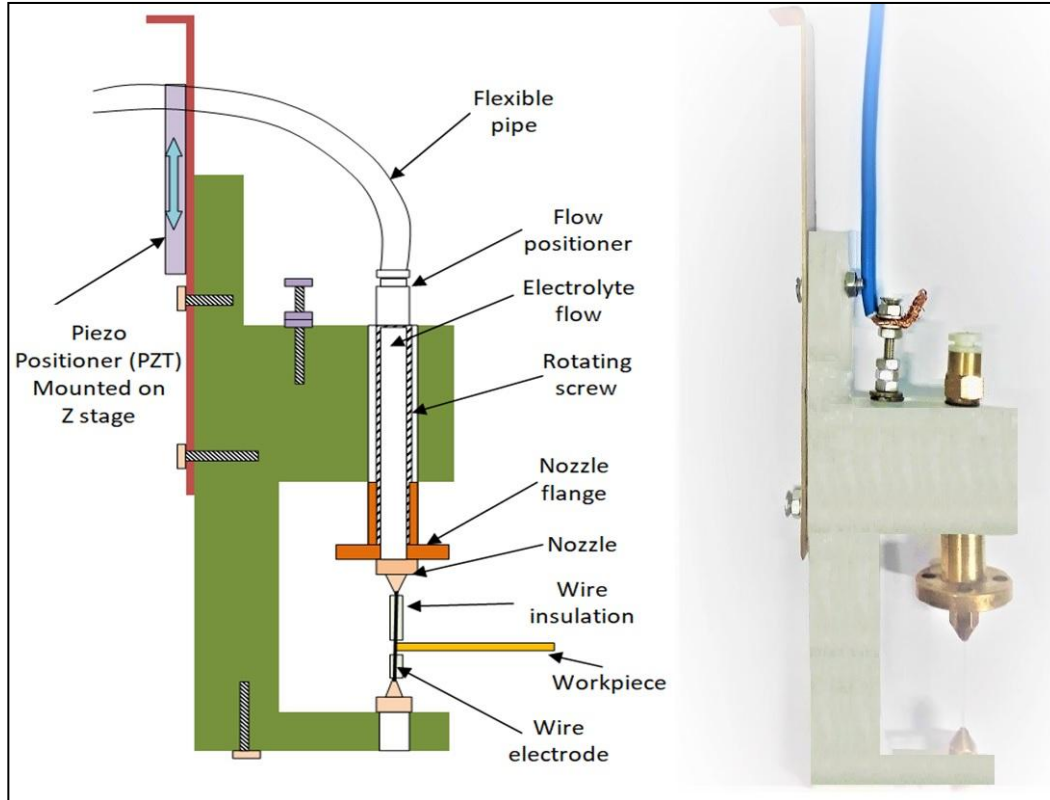 Flexible
pipe
Flow
positioner
Electrolyte
flow
Rotating
screw
Piezo
Positioner (PZT)
Mounted on
Z stage
Nozzle
flange
Nozzle
Wire
insulation
Workpiece
Wire
electrode